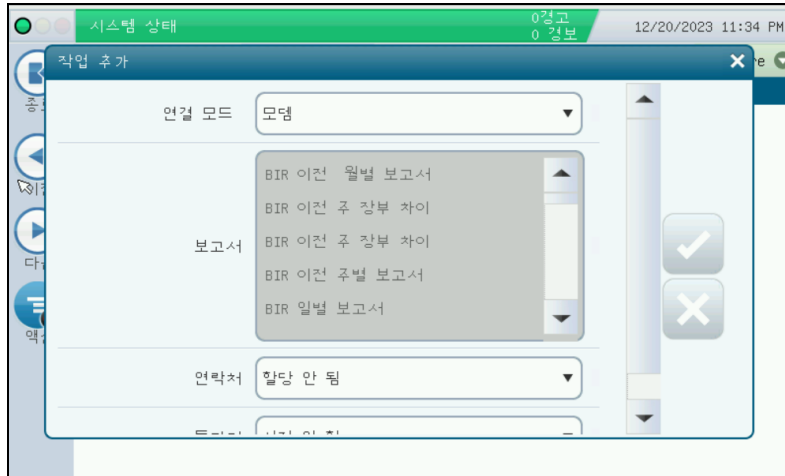 시스템 상태
0경고
0 경보
12/20/2023 11:34 PM
작업 추가
연결 모드
모뎀
보고서
BIR 이전  월별 보고서
BIR 이전 주 장부 차이
BIR 이전 주 장부 차이
BIR 이전 주별 보고서
BIR 일별 보고서
연락처
할당 안 됨